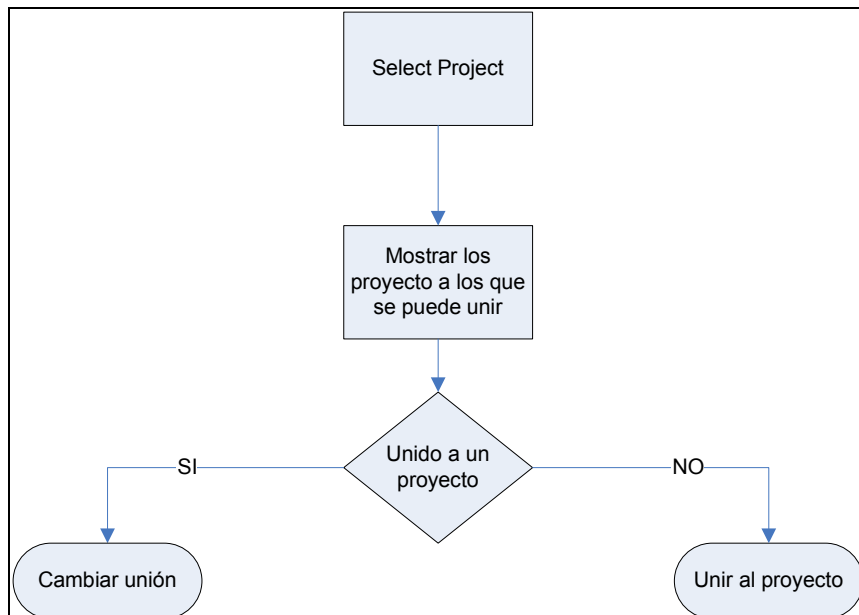 Select Project
Mostrar los
proyecto a los que
se puede unir
Unido a un
proyecto
SI
NO
Cambiar unión
Unir al proyecto